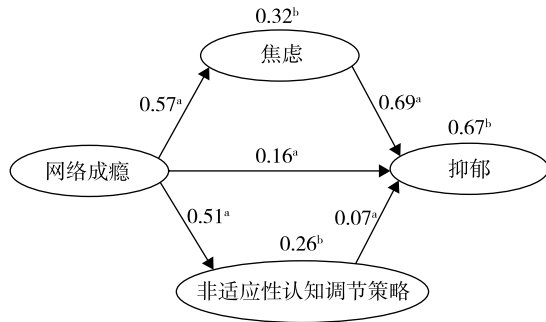 0.32ᵇ
焦虑
0.57ᵃ
0.69ᵃ
0.67ᵇ
网络成瘾
0.16ᵃ
抑郁
0.51ᵃ
0.07ᵃ
0.26ᵇ
非适应性认知调节策略